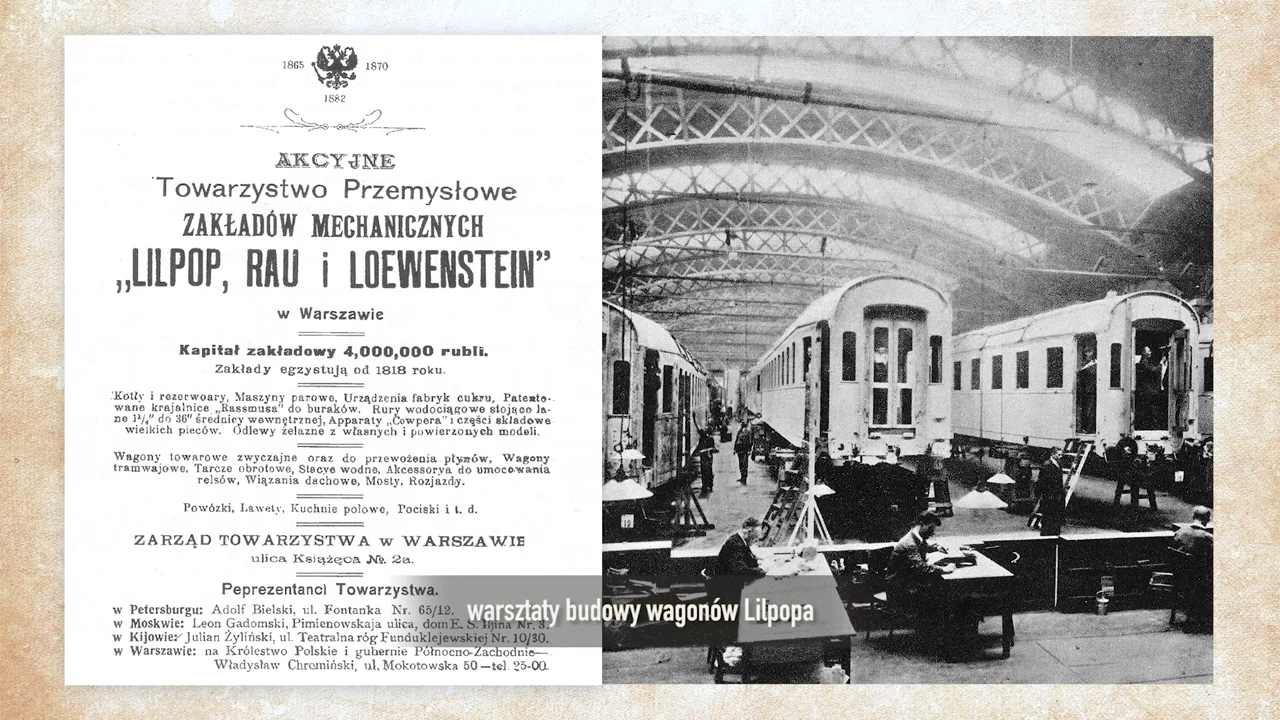 1865 1870
1882
AKCYJNE
Towarzystwo Przemysłowe
ZAKŁADÓW MECHANICZNYCH
„LILPOP, RAU i LOEWENSTEIN”
w Warszawie
Kapitał zakładowy 4,000,000 rubli.
Zakłady egzystują od 1818 roku.
Kotły i rezerwoary, Maszyny parowe, Urządzenia fabryk cukru, Patento-
wane krajalnice „Rassmusa” do buraków. Rury wodociągowe stojąco la-
ne 1¹/₄” do 36” średnicy wewnętrznej, Apparaty „Cowpera” i części składowe
wielkich pieców. Odlewy żelazne z własnych i powierzonych modeli.
Wagony towarowe zwyczajne oraz do przewożenia płynów, Wagony
tramwajowe, Tarcze obrotowe, Stacye wodne, Akcessorya do umocowania
relsów, Wiązania dachowe, Mosty, Rozjazdy.
Powózki, Lawety, Kuchnie polowe, Pociski i t. d.
ZARZĄD TOWARZYSTWA w WARSZAWIE
ulica Książęca № 2a.
Peprezentanci Towarzystwa.
w Petersburgu: Adolf Bielski, ul. Fontanka Nr. 65/12.
w Moskwie: Leon Gadomski, Pimienowskaja ulica, dom E. S. Iljina Nr. 8.
w Kijowie: Julian Żyliński, ul. Teatralna róg Funduklejewskiej Nr. 10/30.
w Warszawie: na Królestwo Polskie i gubernie Północno-Zachodnie—
Władysław Chromiński, ul. Mokotowska 50—tel. 25-00.
warsztaty budowy wagonów Lilpopa